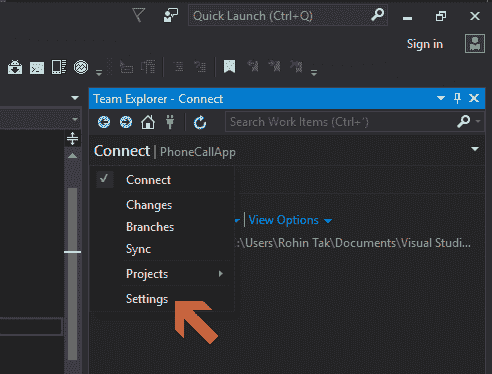 Quick Launch (Ctrl+Q)
Sign in
Team Explorer - Connect
Search Work Items (Ctrl+')
Connect | PhoneCallApp
Connect
Changes
Branches
View Options
Sync
:\Users\Rohin Tak\Documents\Visual Studi...
Projects
Settings